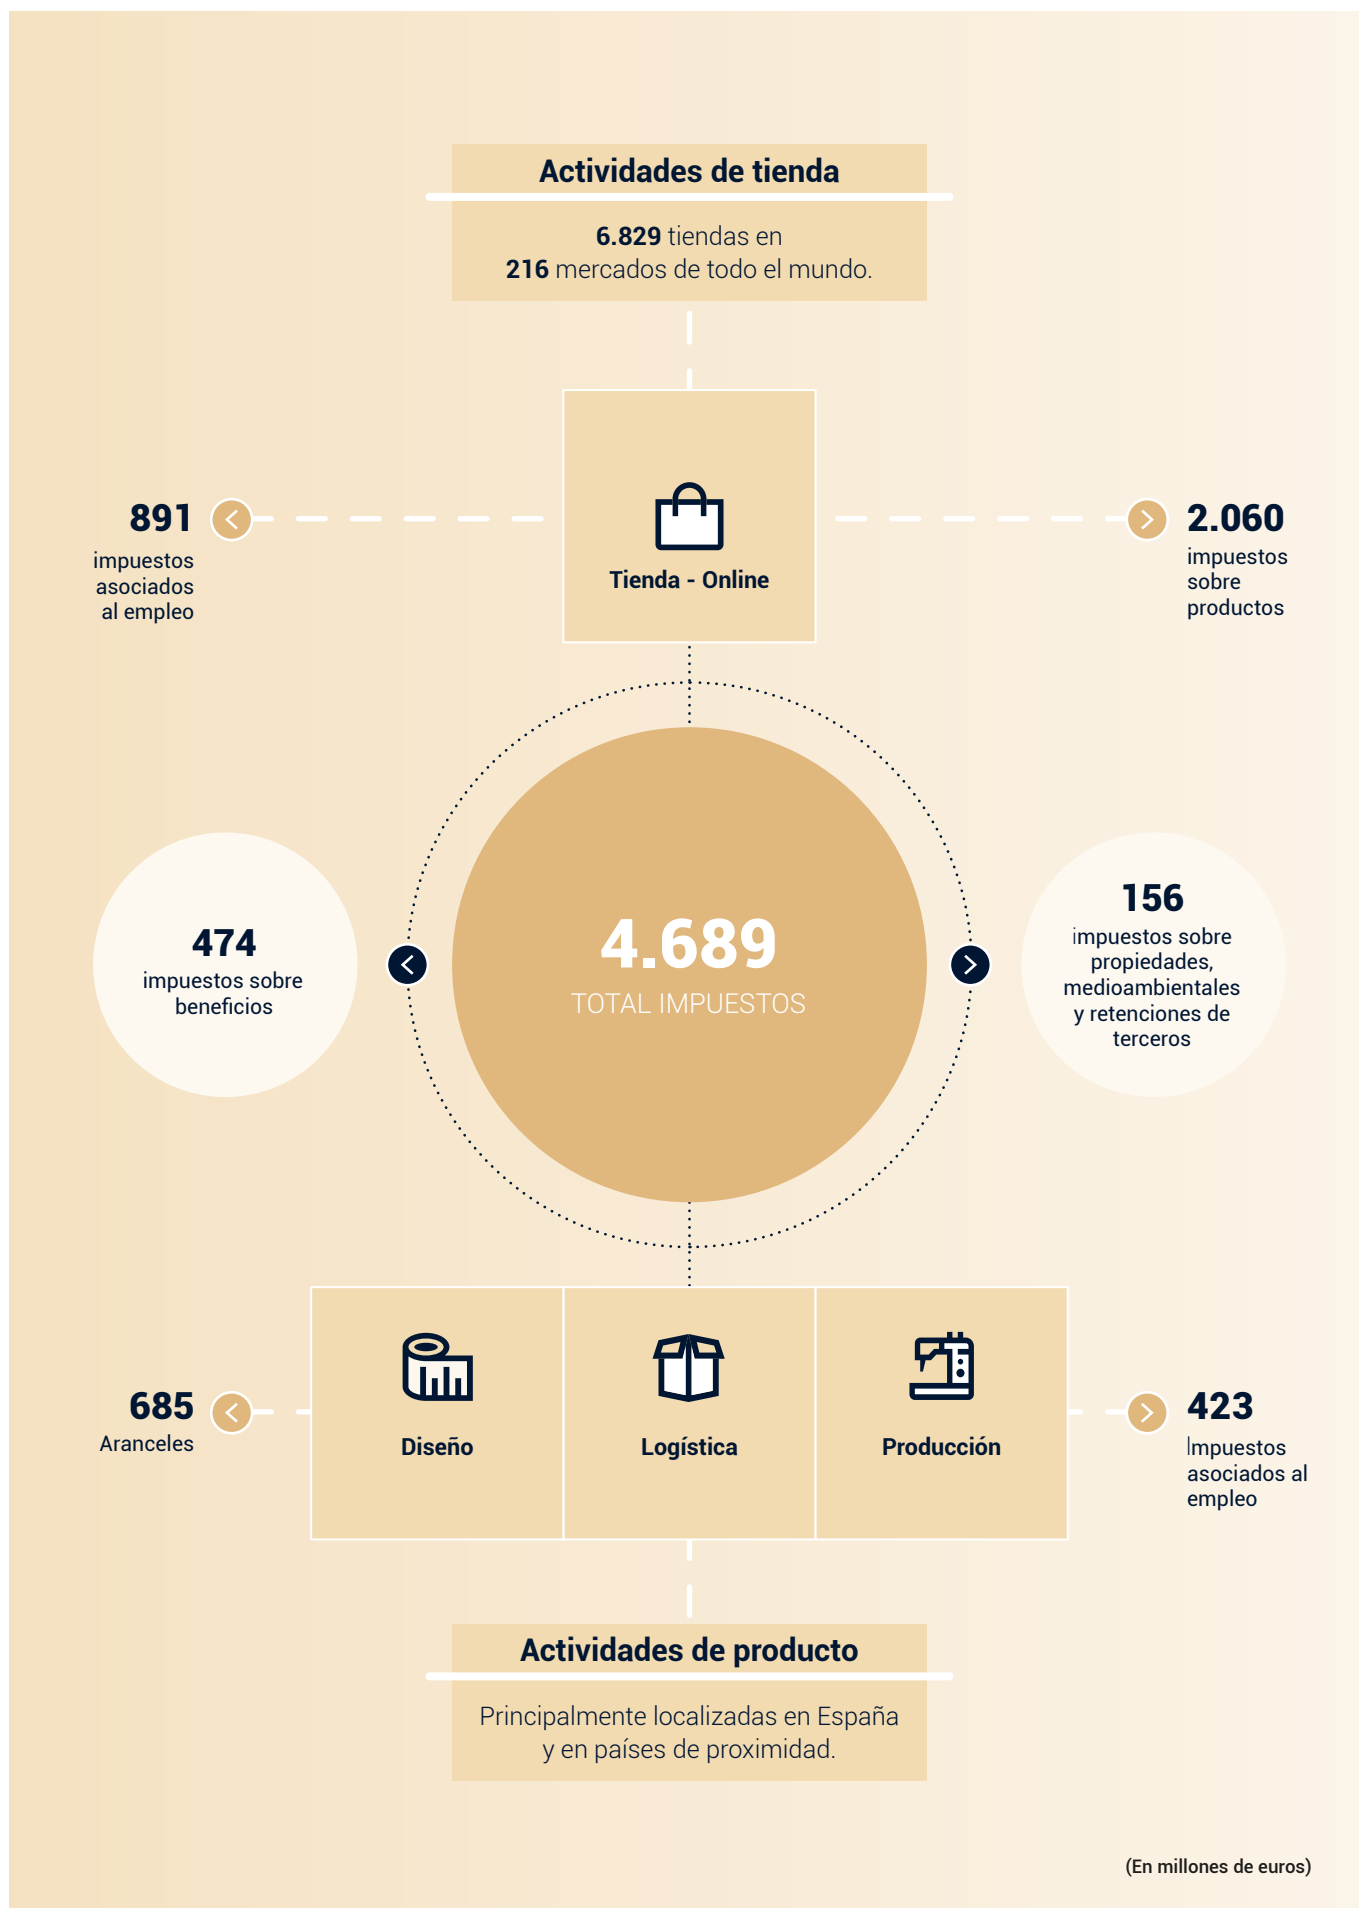 Actividades de tienda
6.829 tiendas en
216 mercados de todo el mundo.
891
impuestos
asociados
al empleo
Tienda - Online
2.060
impuestos
sobre
productos
474
impuestos sobre
beneficios
4.689
TOTAL IMPUESTOS
156
impuestos sobre
propiedades,
medioambientales
y retenciones de
terceros
685
Aranceles
Diseño
Logística
Producción
423
Impuestos
asociados al
empleo
Actividades de producto
Principalmente localizadas en España
y en países de proximidad.
(En millones de euros)